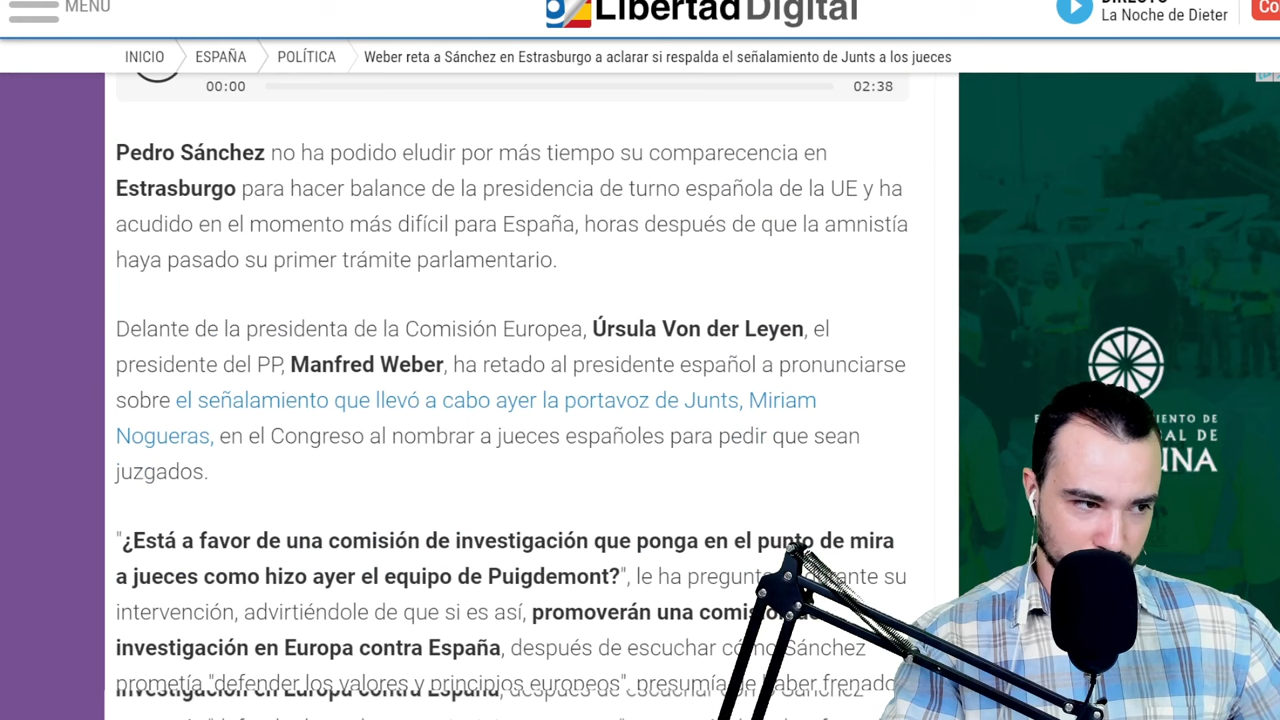 MENÚ
Libertad Digital
La Noche de Dieter
Co
INICIO
ESPAÑA
POLÍTICA
Weber reta a Sánchez en Estrasburgo a aclarar si respalda el señalamiento de Junts a los jueces
00:00
02:38
Pedro Sánchez no ha podido eludir por más tiempo su comparecencia en
Estrasburgo para hacer balance de la presidencia de turno española de la UE y ha
acudido en el momento más difícil para España, horas después de que la amnistía
haya pasado su primer trámite parlamentario.
Delante de la presidenta de la Comisión Europea, Úrsula Von der Leyen, el
presidente del PP, Manfred Weber, ha retado al presidente español a pronunciarse
sobre el señalamiento que llevó a cabo ayer la portavoz de Junts, Miriam
Nogueras, en el Congreso al nombrar a jueces españoles para pedir que sean
juzgados.
"¿Está a favor de una comisión de investigación que ponga en el punto de mira
a jueces como hizo ayer el equipo de Puigdemont?", le ha ante su
intervención, advirtiéndole de que si es así, promoverán una
investigación en Europa contra España, después de escuchar cómo Sánchez
prometía "defender los valores y principios europeos", presumía de haber frenado